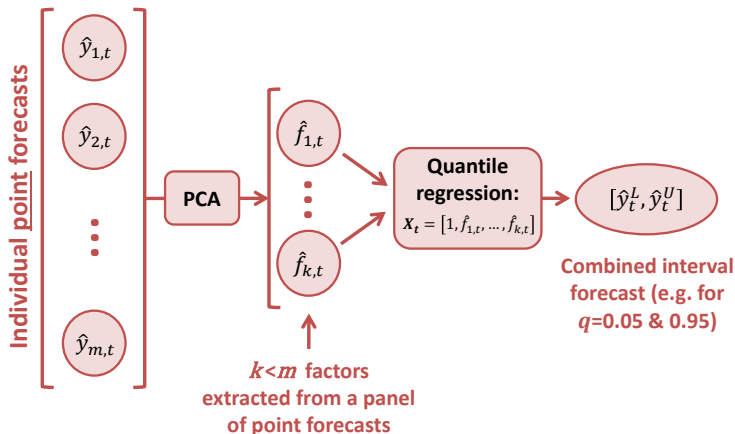 Individual point forecasts
ŷ₁,ₜ
ŷ₂,ₜ
⋮
ŷₘ,ₜ
PCA
f̂₁,ₜ
⋮
f̂ₖ,ₜ
k<m factors
extracted from a panel
of point forecasts
Quantile
regression:
Xₜ = [1, f̂₁,ₜ, ..., f̂ₖ,ₜ]
[ŷₜᴸ, ŷₜᵁ]
Combined interval
forecast (e.g. for
q=0.05 & 0.95)